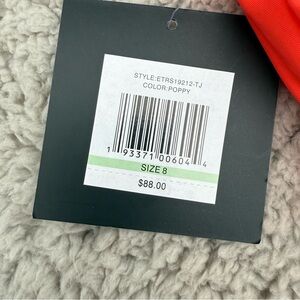 STYLE:ETRS19212-TJ
COLOR:POPPY
1 93371 00604 4
SIZE 8
$88.00